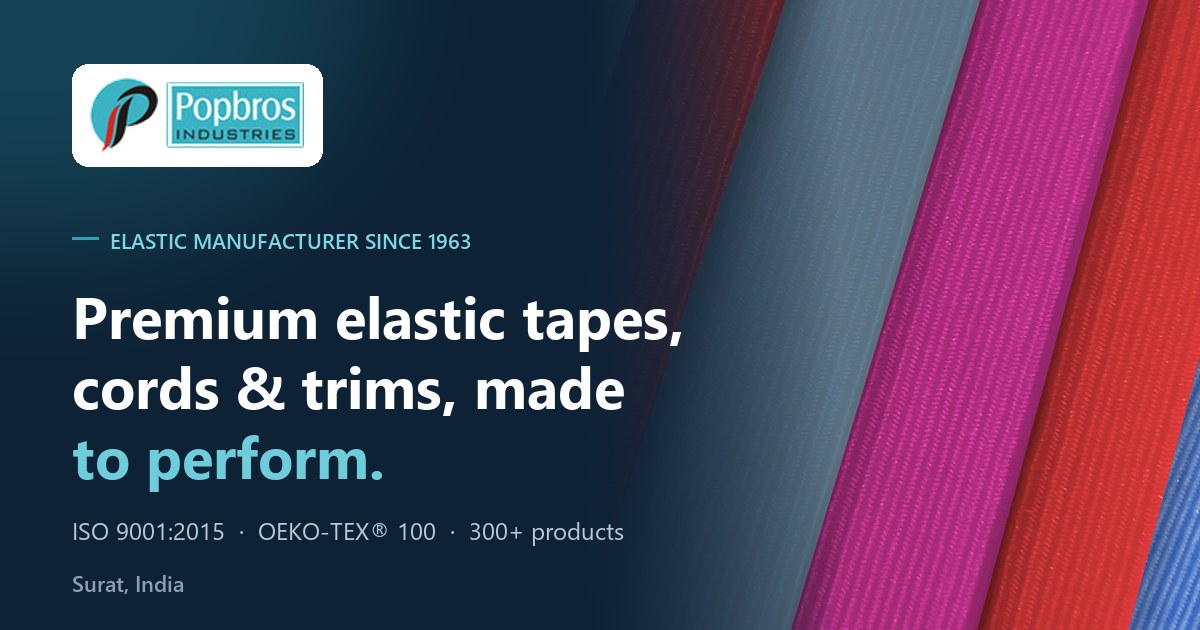 Popbros
INDUSTRIES
ELASTIC MANUFACTURER SINCE 1963
Premium elastic tapes,
cords & trims, made
to perform.
ISO 9001:2015 · OEKO-TEX® 100 · 300+ products
Surat, India